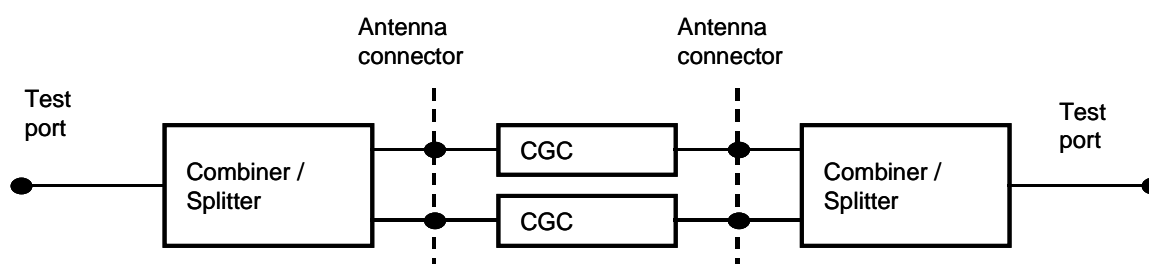 Antenna
connector
Antenna
connector
Test
port
Test
port
Combiner /
Splitter
CGC
CGC
Combiner /
Splitter